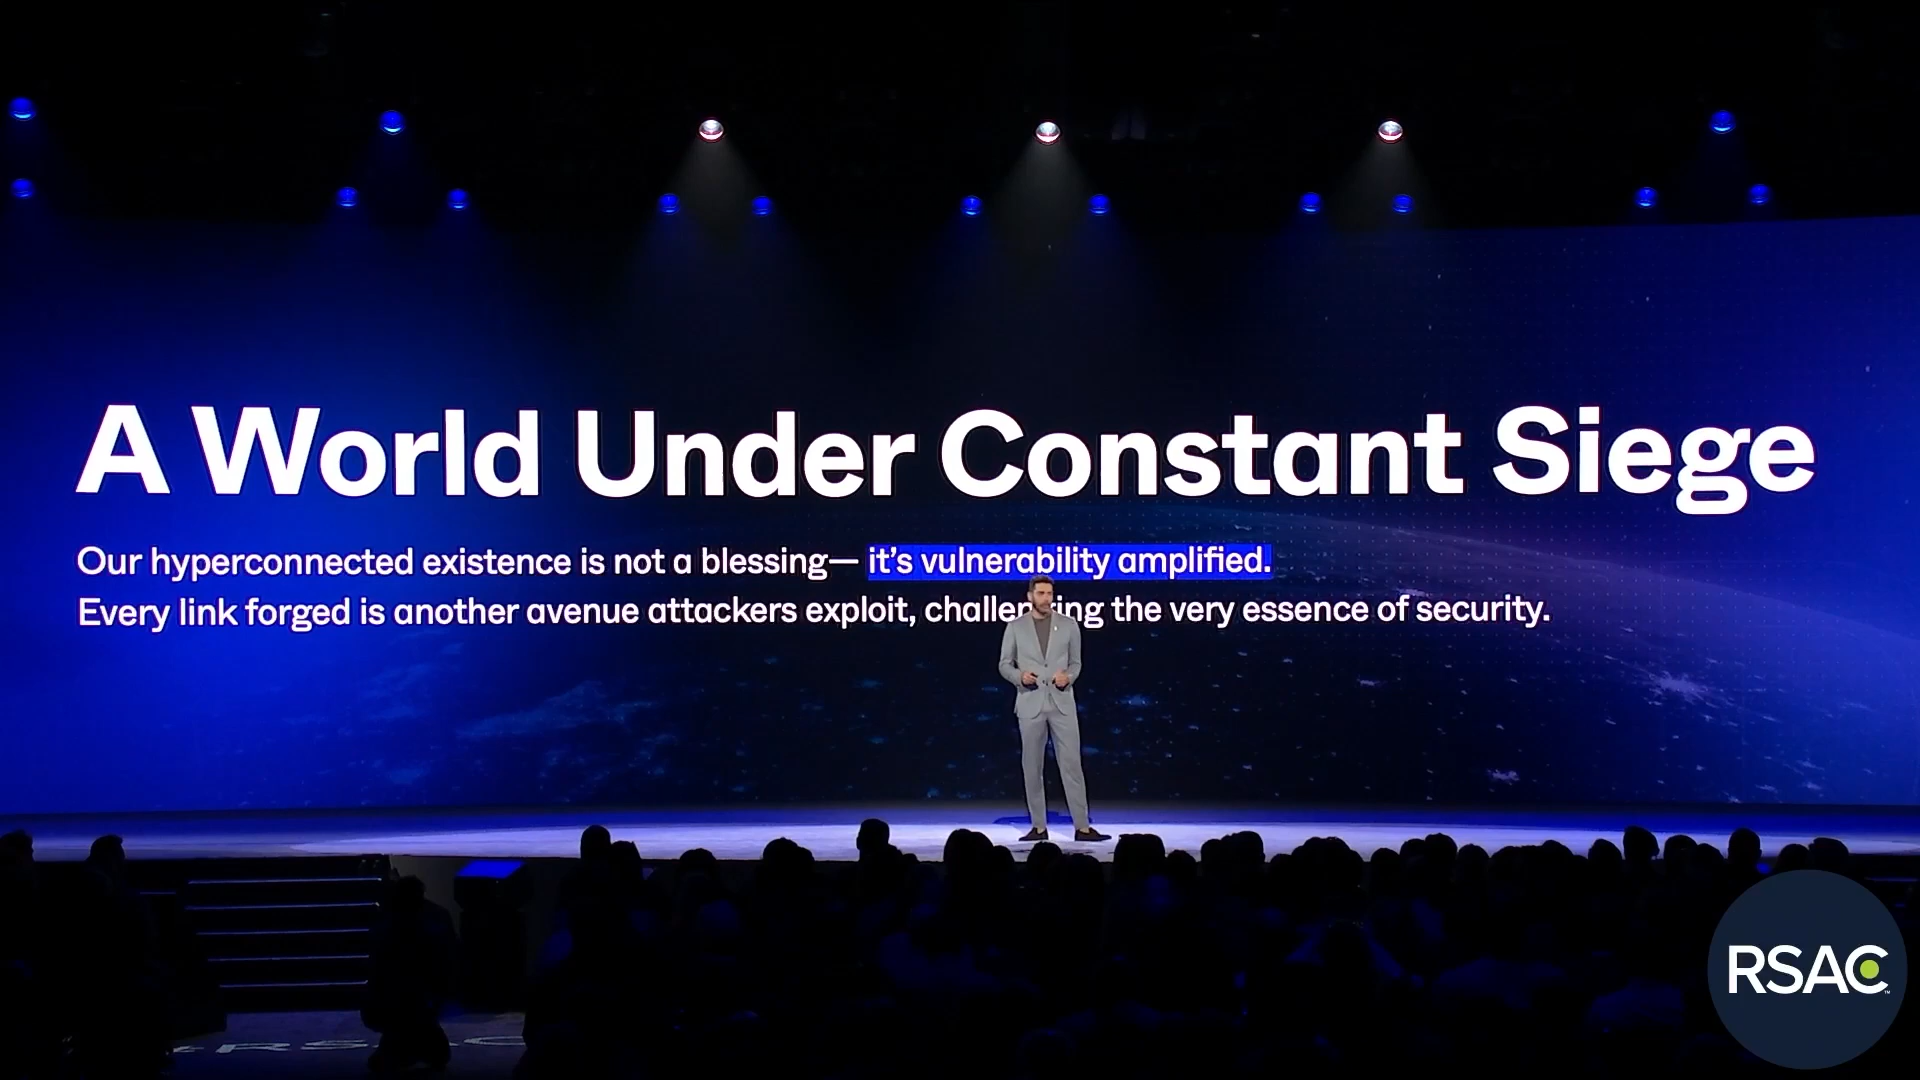 A World Under Constant Siege
Our hyperconnected existence is not a blessing— it's vulnerability amplified.
Every link forged is another avenue attackers exploit, the very essence of security.
RSAC
RSAC